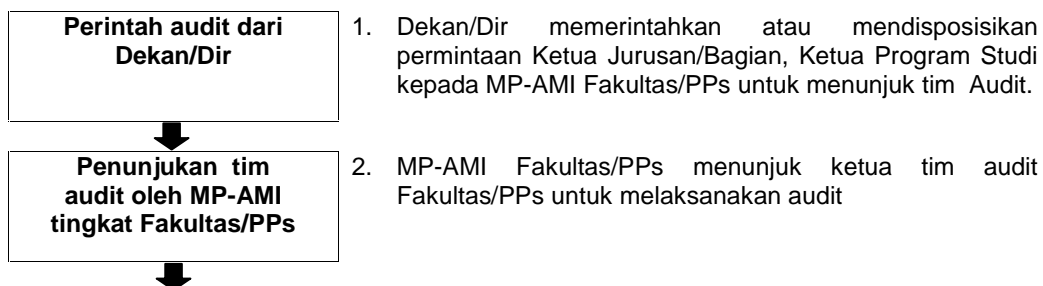 Perintah audit dari
Dekan/Dir
1. Dekan/Dir memerintahkan atau mendisposisikan
permintaan Ketua Jurusan/Bagian, Ketua Program Studi
kepada MP-AMI Fakultas/PPs untuk menunjuk tim Audit.
Penunjukan tim
audit oleh MP-AMI
tingkat Fakultas/PPs
2. MP-AMI Fakultas/PPs menunjuk ketua tim audit
Fakultas/PPs untuk melaksanakan audit